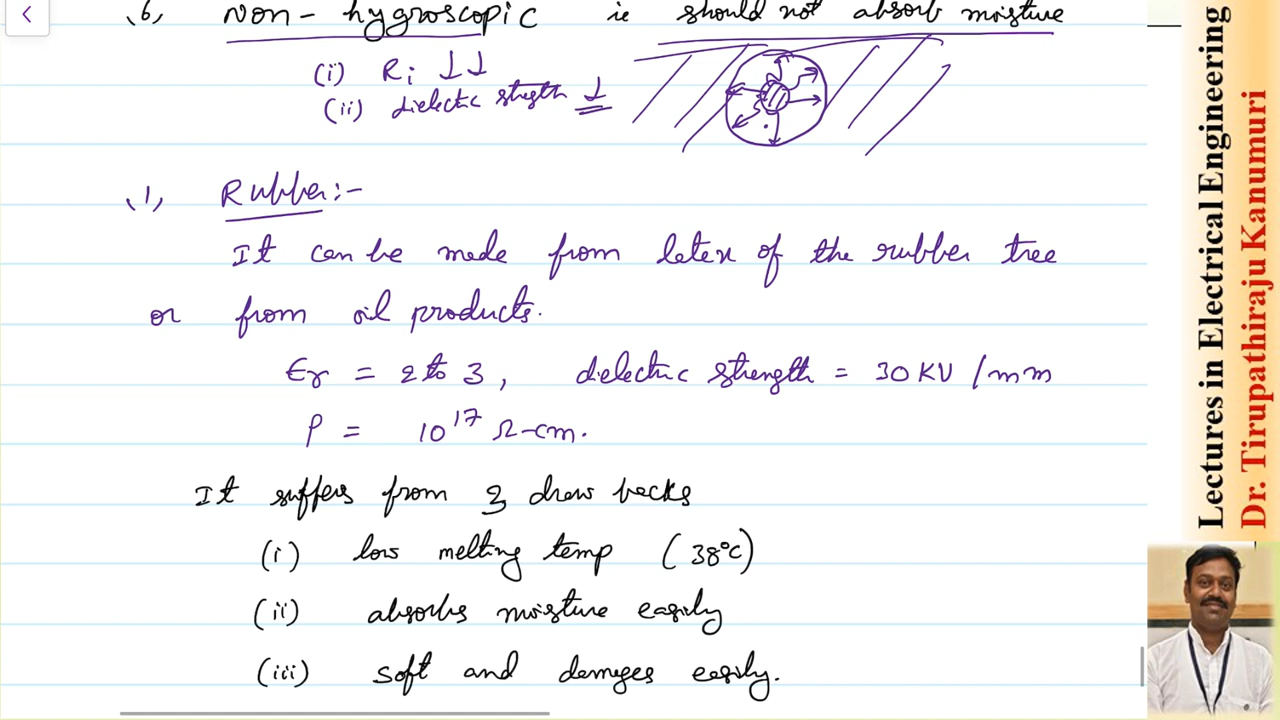 (6) Non-hygroscopic ie should not absorb moisture
(i) Ri ↓↓
(ii) dielectric strength ↓
(1) Rubber:-
It can be made from latex of the rubber tree
or from oil products.
εr = 2 to 3, dielectric strength = 30 KV/mm
ρ = 10^17 Ω-cm.
It suffers from 3 draw backs
(i) low melting temp (38°C)
(ii) absorbs moisture easily
(iii) soft and damages easily.
Lectures in Electrical Engineering
Dr. Tirupathiraju Kanumuri